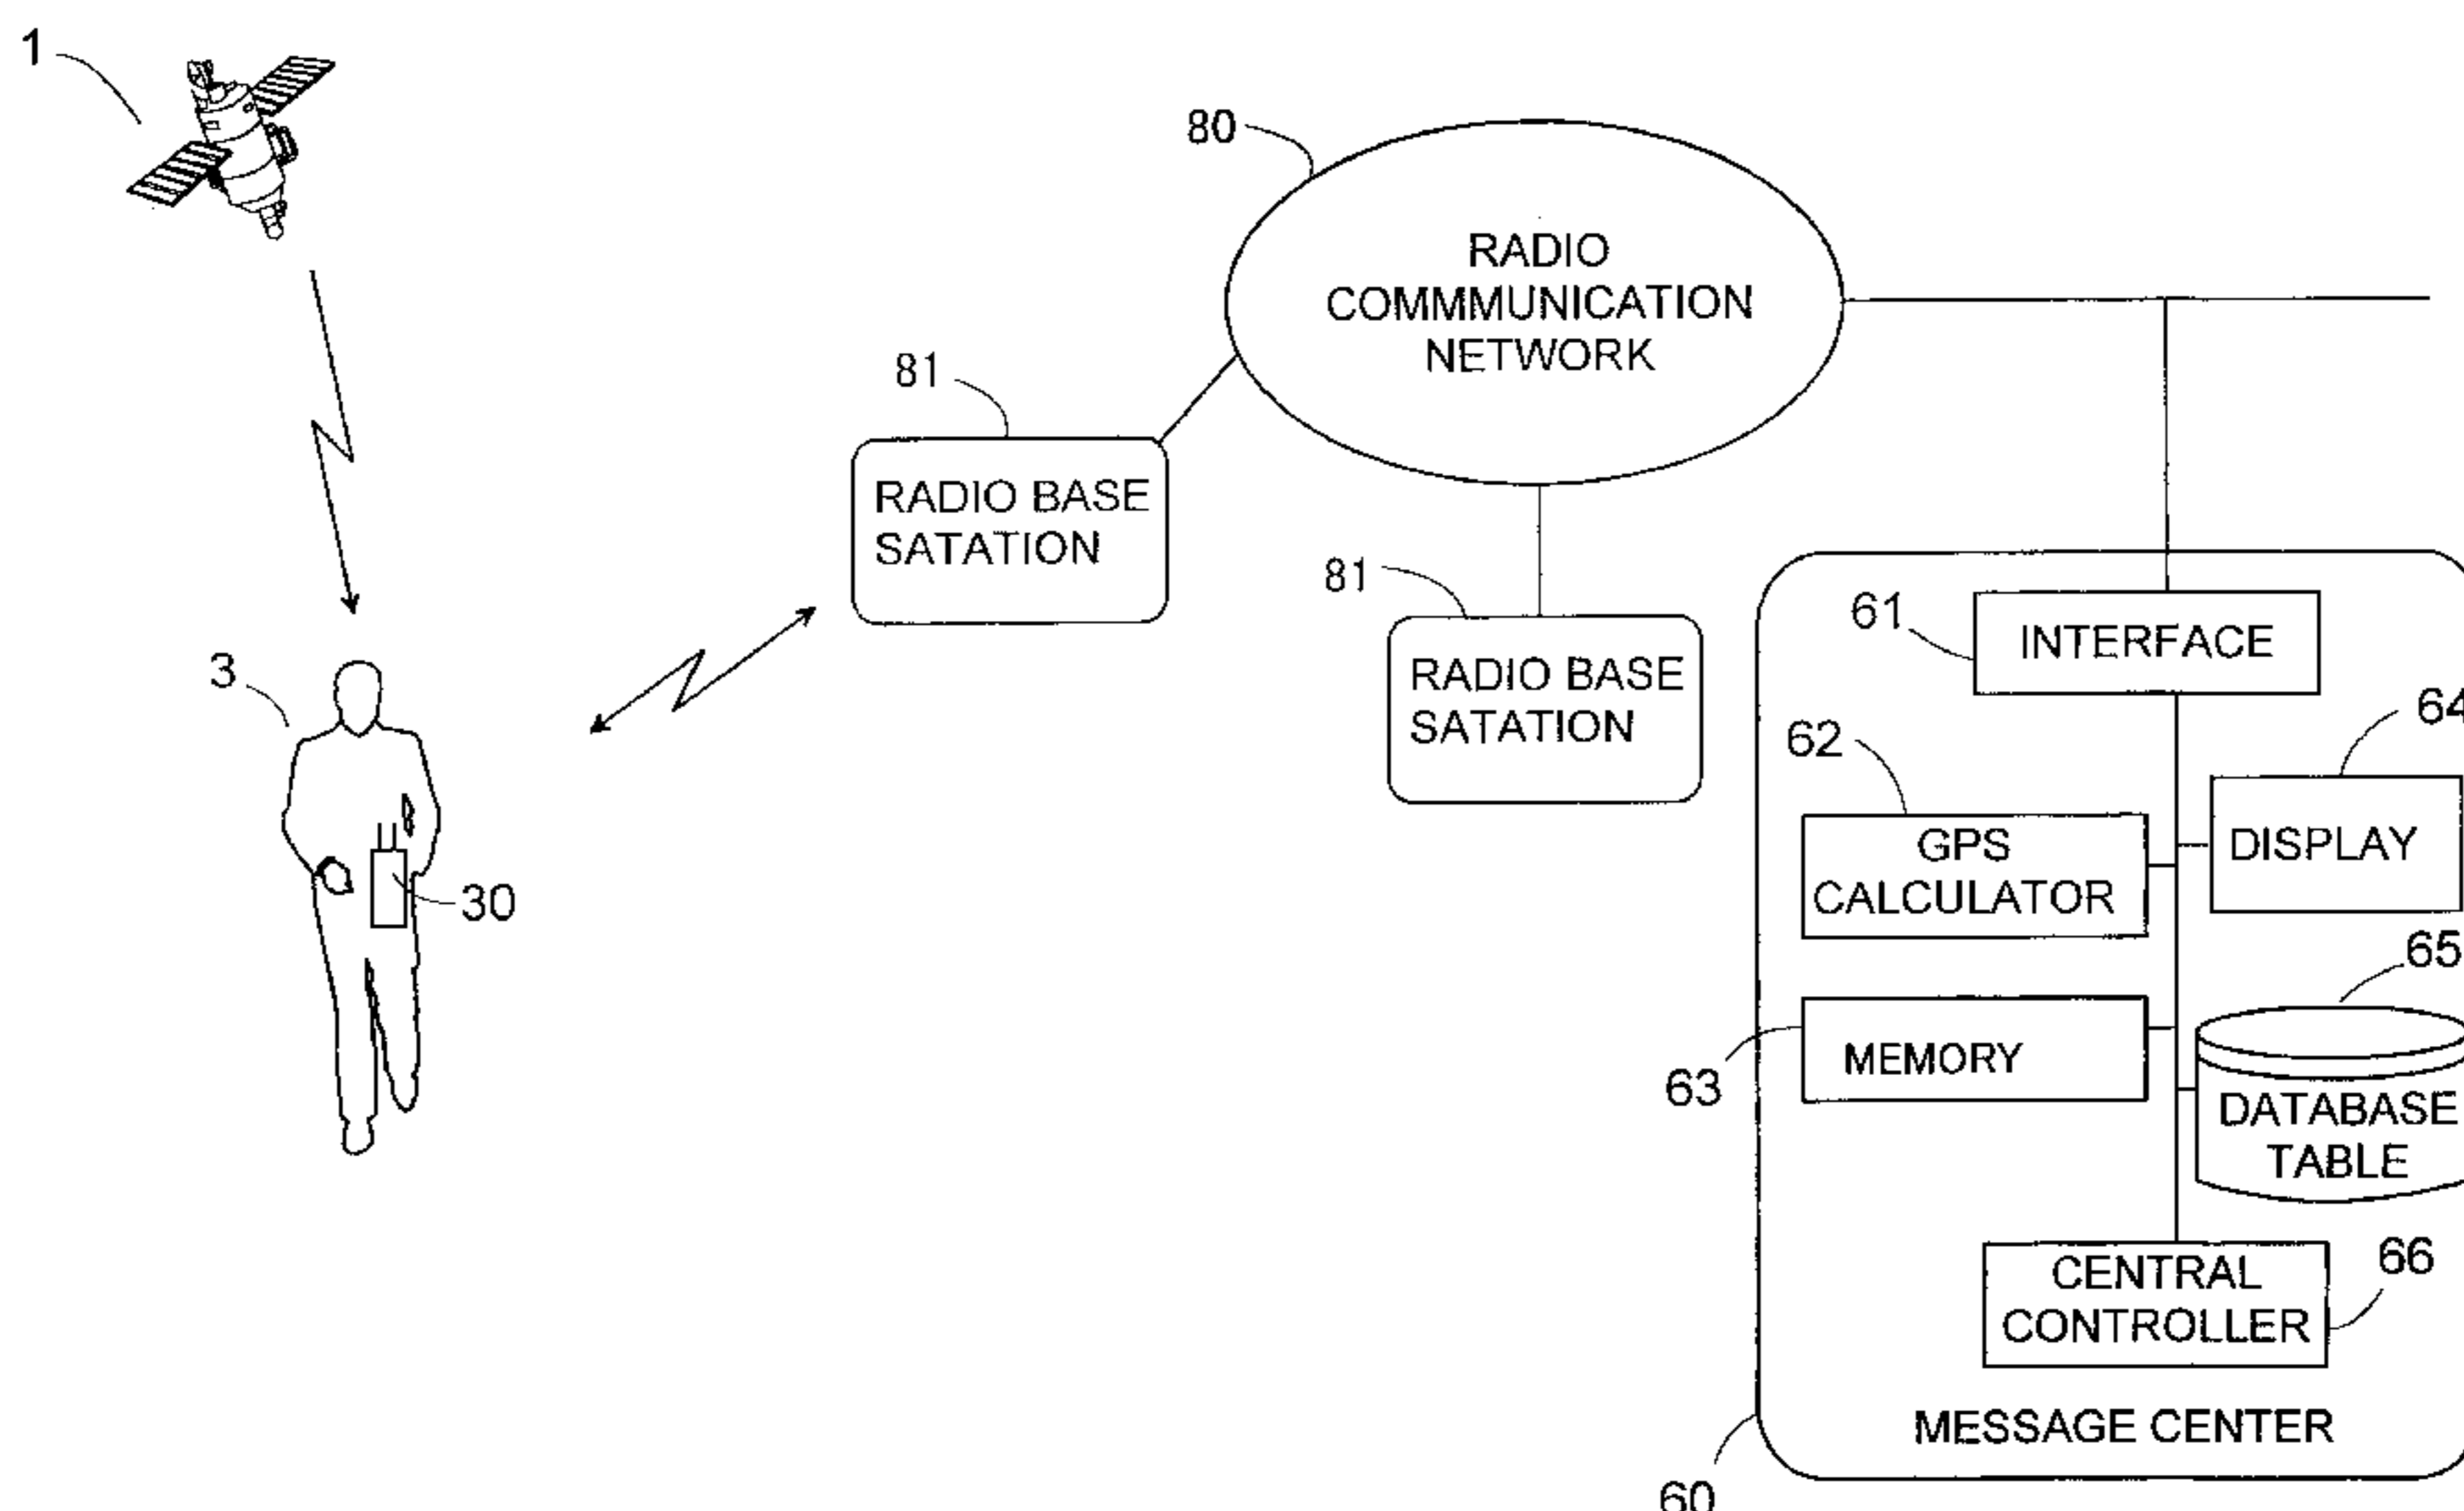 1
80
RADIO
COMMMUNICATION
NETWORK
81
RADIO BASE
SATATION
81
RADIO BASE
SATATION
3
30
61
INTERFACE
64
62
GPS
CALCULATOR
DISPLAY
65
63
MEMORY
DATABASE
TABLE
66
CENTRAL
CONTROLLER
MESSAGE CENTER
60